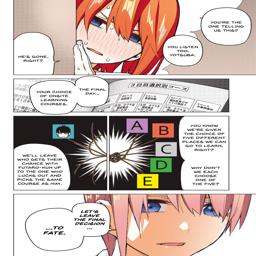 YOU'RE THE
ONE TELLING
US THIS?
YOU LISTEN
TOO,
YOTSUBA.
HE'S GONE,
RIGHT?
THE FINAL
DAY...
YOUR CHOICE
OF ONSITE
LEARNING
COURSES.
YOU KNOW
WE'RE GIVEN
THE CHOICE
OF FIVE
DIFFERENT
PLACES WE
CAN GO
TO LEARN,
RIGHT?
WHY DON'T
WE EACH
CHOOSE
ONE OF
THE FIVE?
A
B
C
D
E
WE'LL LEAVE
WHO GETS
THEIR CHANCE
WITH
FUTARO-KUN UP
TO THE ONE WHO
LUCKS OUT AND
PICKS THE SAME
COURSE AS HIM.
LET'S
LEAVE THE
FINAL
DECISION
...
...TO
FATE.